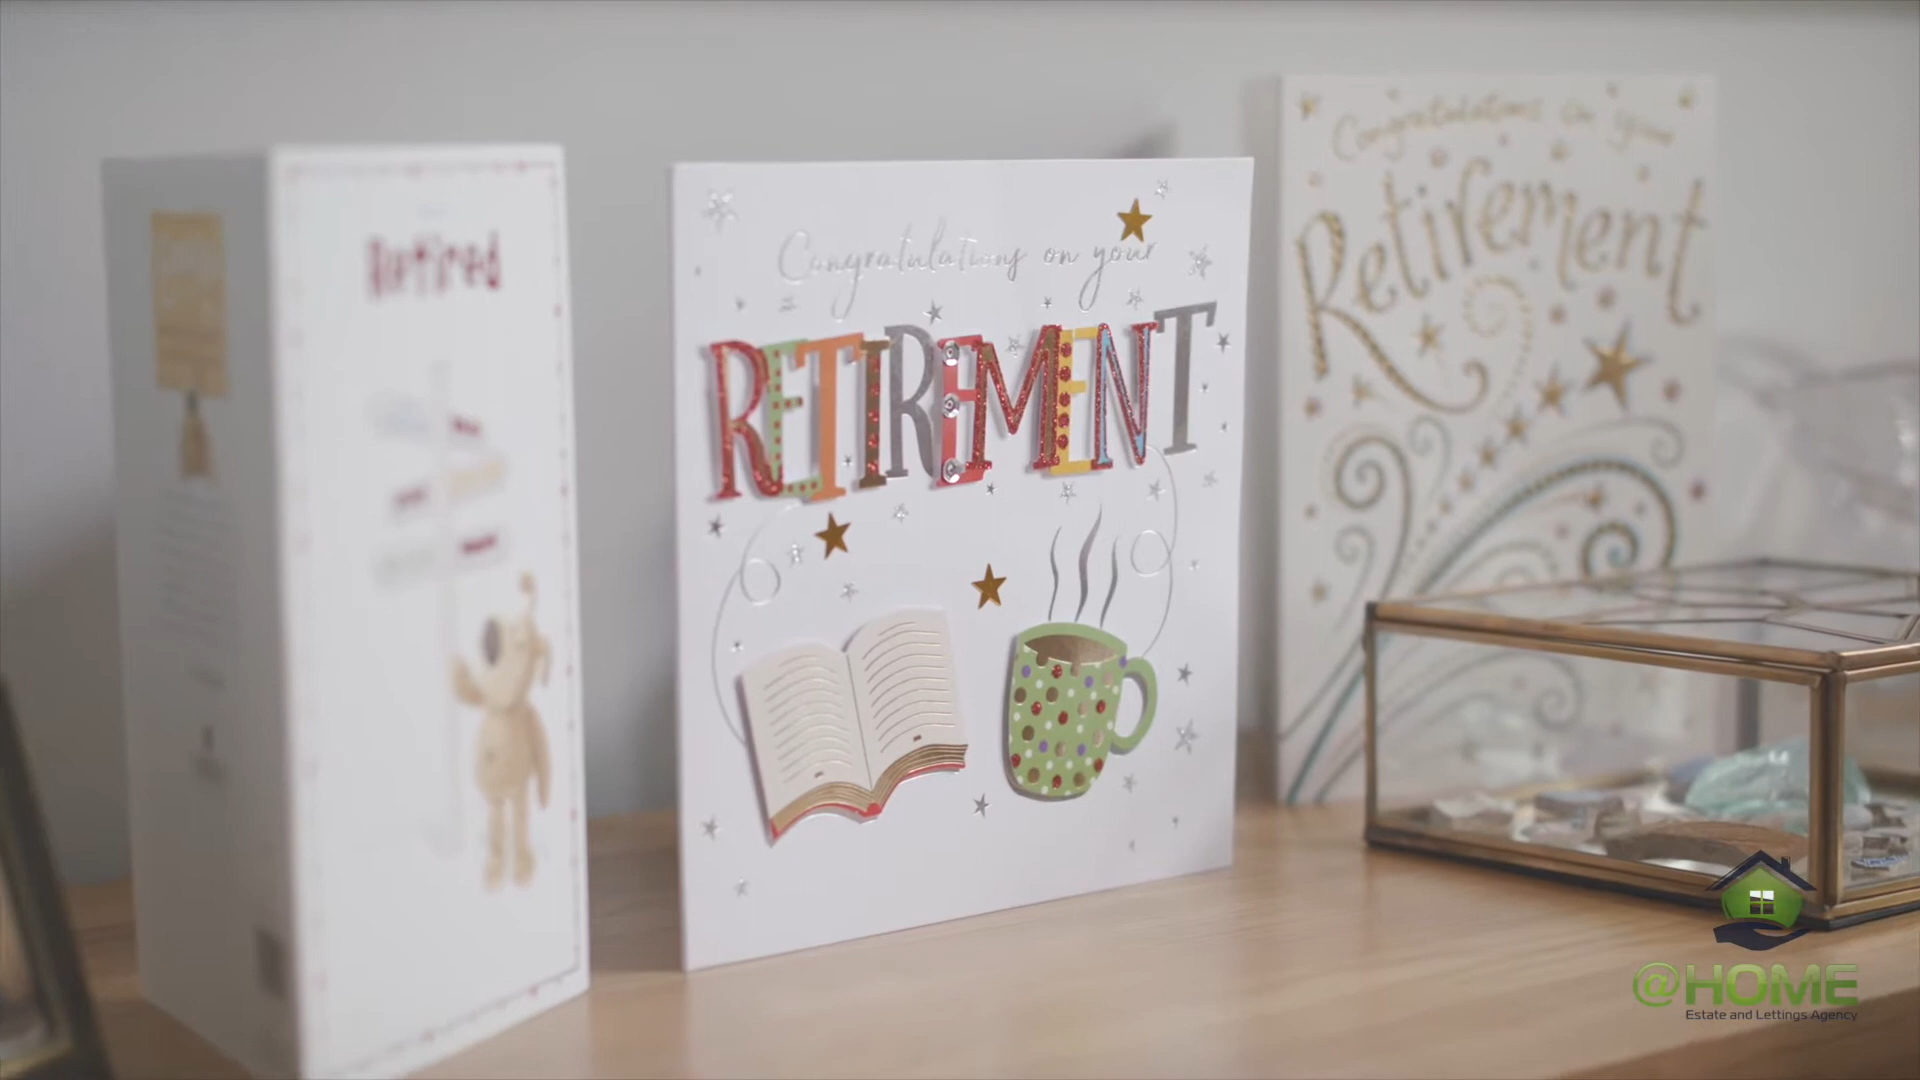 Retired
Congratulations on your
RETIREMENT
Congratulations on your
Retirement
@HOME
Estate and Lettings Agency